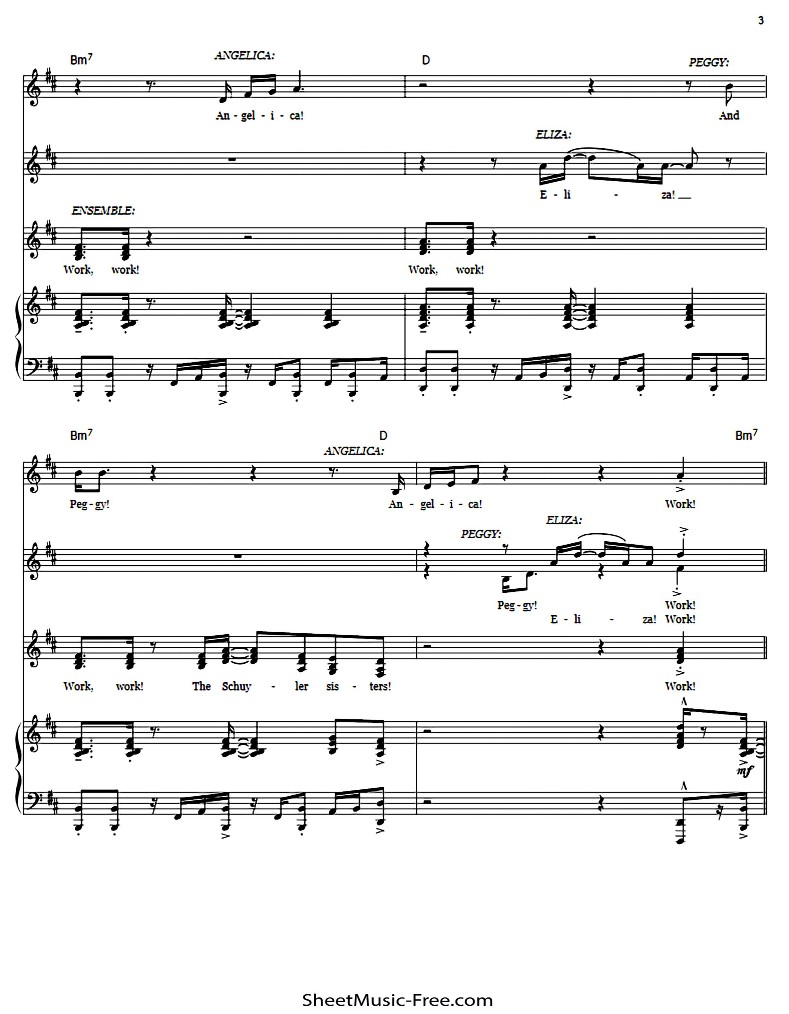 3
Bm7 ANGELICA: D PEGGY:
An - gel - i - ca! And
ELIZA:
E - li - za!
ENSEMBLE:
Work, work! Work, work!
Bm7 ANGELICA: D Bm7
Peg - gy! An - gel - i - ca! Work!
PEGGY: ELIZA:
Peg - gy! Work!
E - li - za! Work!
Work, work! The Schuy - ler sis - ters! Work!
mf
SheetMusic-Free.com